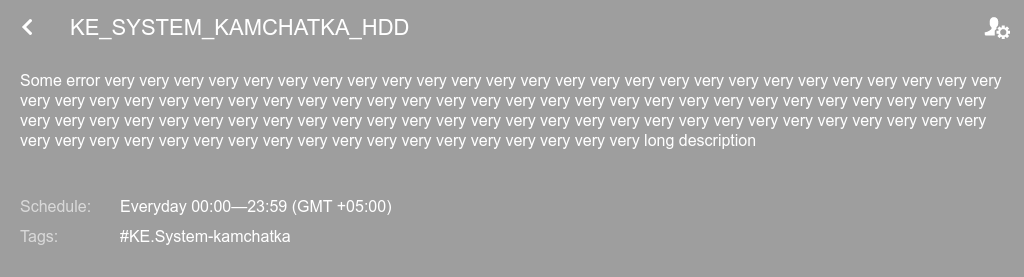 KE_SYSTEM_KAMCHATKA_HDD
Some error very very very very very very very very very very very very very very very very very very very very very very very very very very
very very very very very very very very very very very very very very very very very very very very very very very very very very very very
very very very very very very very very very very very very very very very very very very very very very very very very very very very very
very very very very very very very very very very very very very very very very very very long description
Schedule: Everyday 00:00—23:59 (GMT +05:00)
Tags: #KE.System-kamchatka